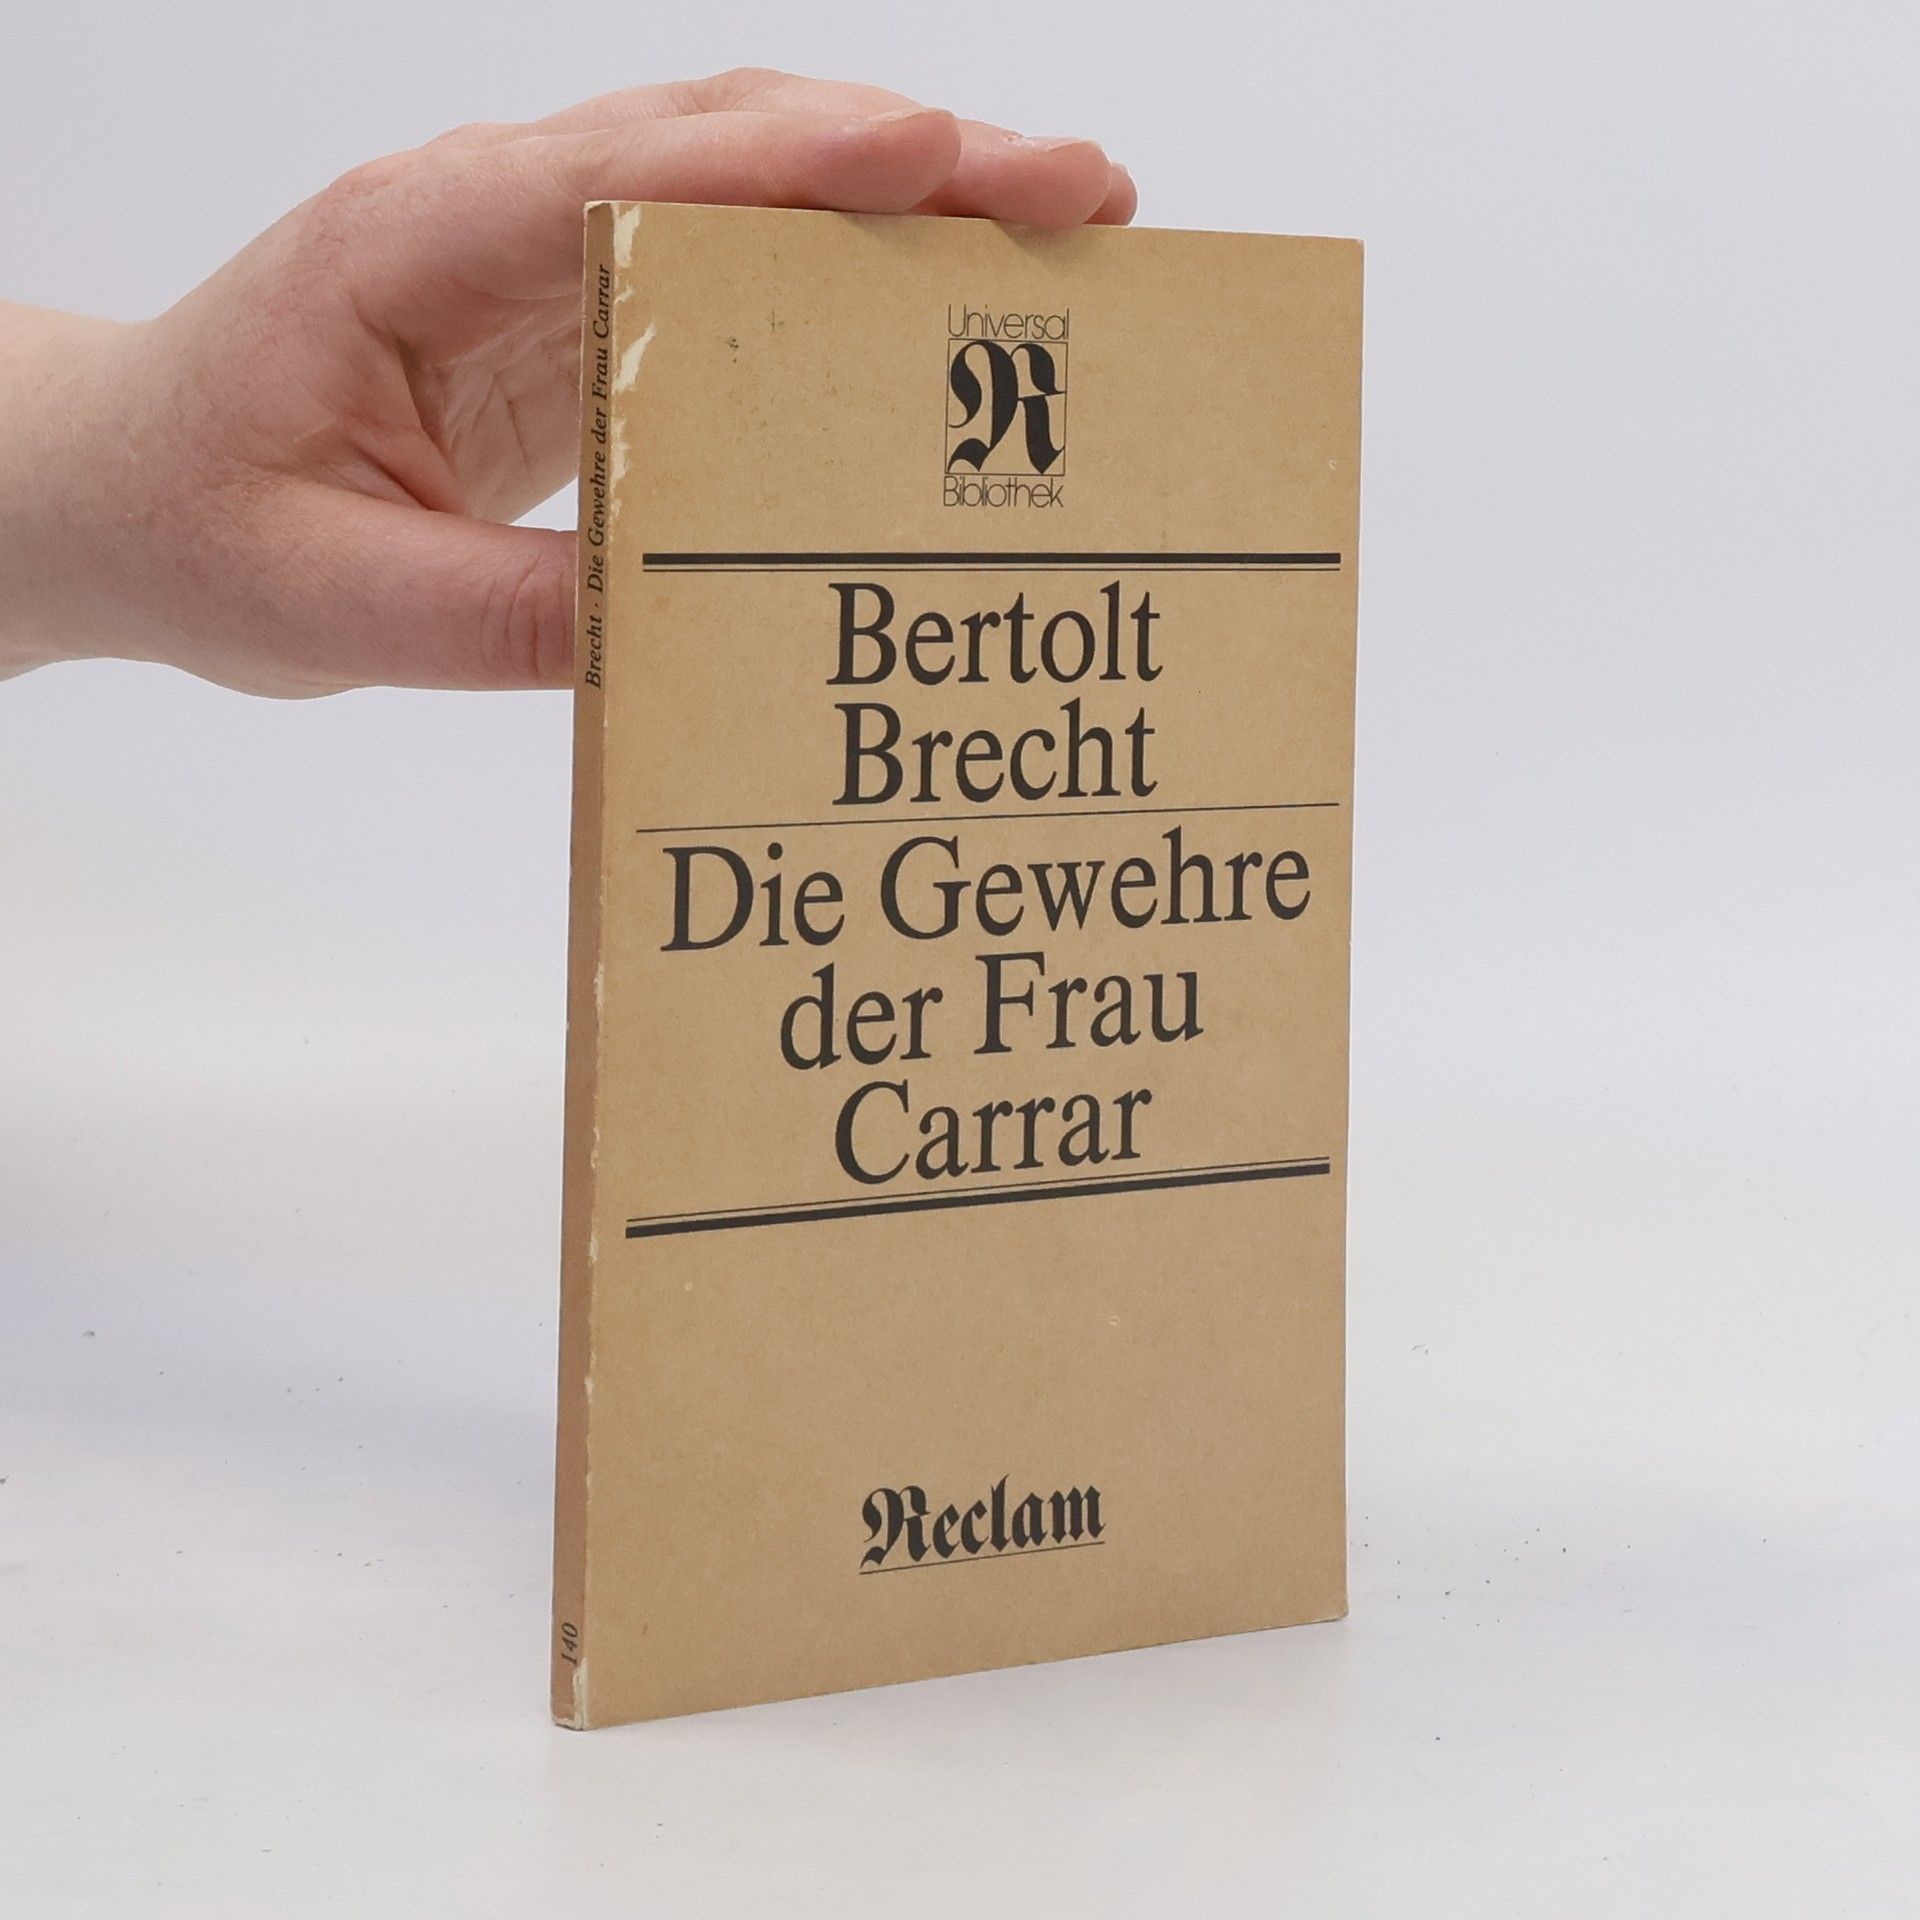 Universal
R
Bibliothek
Bertolt
Brecht
Die Gewehre
der Frau
Carrar
Reclam
Brecht · Die Gewehre der Frau Carrar
140